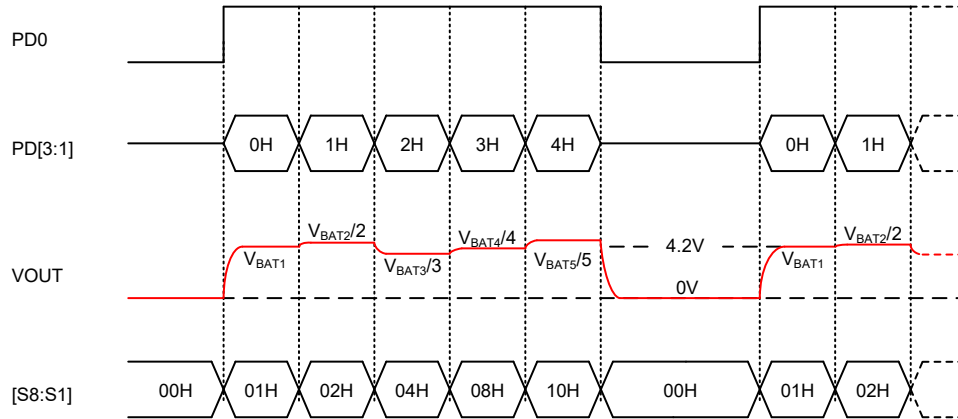 PD0
PD[3:1]
0H 1H 2H 3H 4H 0H 1H
VOUT
VBAT1 VBAT2/2 VBAT3/3 VBAT4/4 VBAT5/5 4.2V 0V VBAT1 VBAT2/2
[S8:S1]
00H 01H 02H 04H 08H 10H 00H 01H 02H